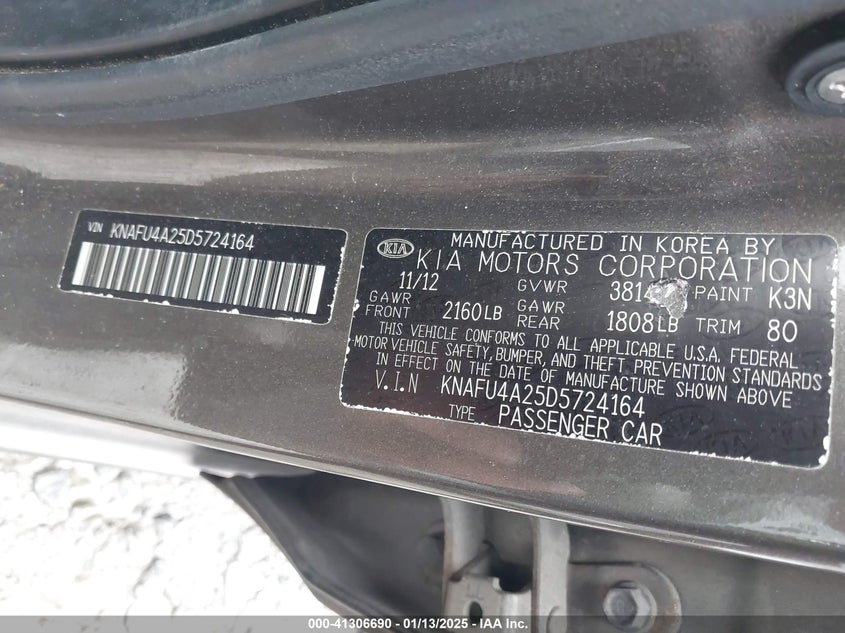 VIN KNAFU4A25D5724164
KIA MANUFACTURED IN KOREA BY
KIA MOTORS CORPORATION
11/12 GVWR 3814 PAINT K3N
GAWR FRONT 2160LB GAWR REAR 1808LB TRIM 80
THIS VEHICLE CONFORMS TO ALL APPLICABLE U.S.A. FEDERAL
MOTOR VEHICLE SAFETY, BUMPER, AND THEFT PREVENTION STANDARDS
IN EFFECT ON THE DATE OF MANUFACTURE SHOWN ABOVE
V.I.N KNAFU4A25D5724164
TYPE PASSENGER CAR
000-41306690 - 01/13/2025 - IAA Inc.